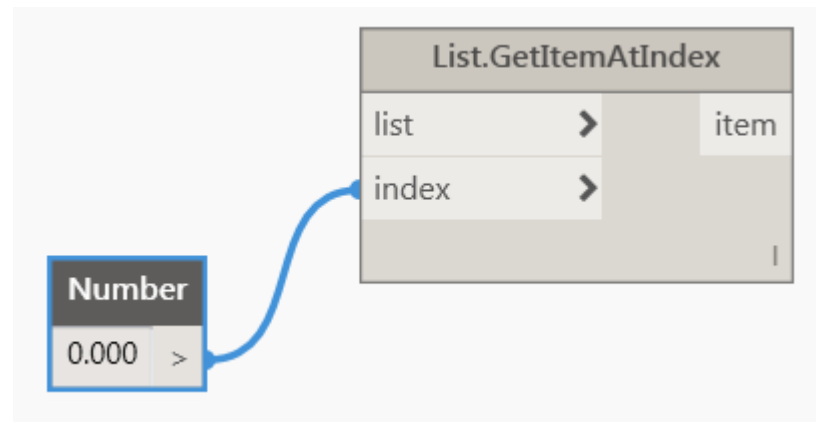 List.GetItemAtIndex
list > item
index >
l
Number
0.000 >